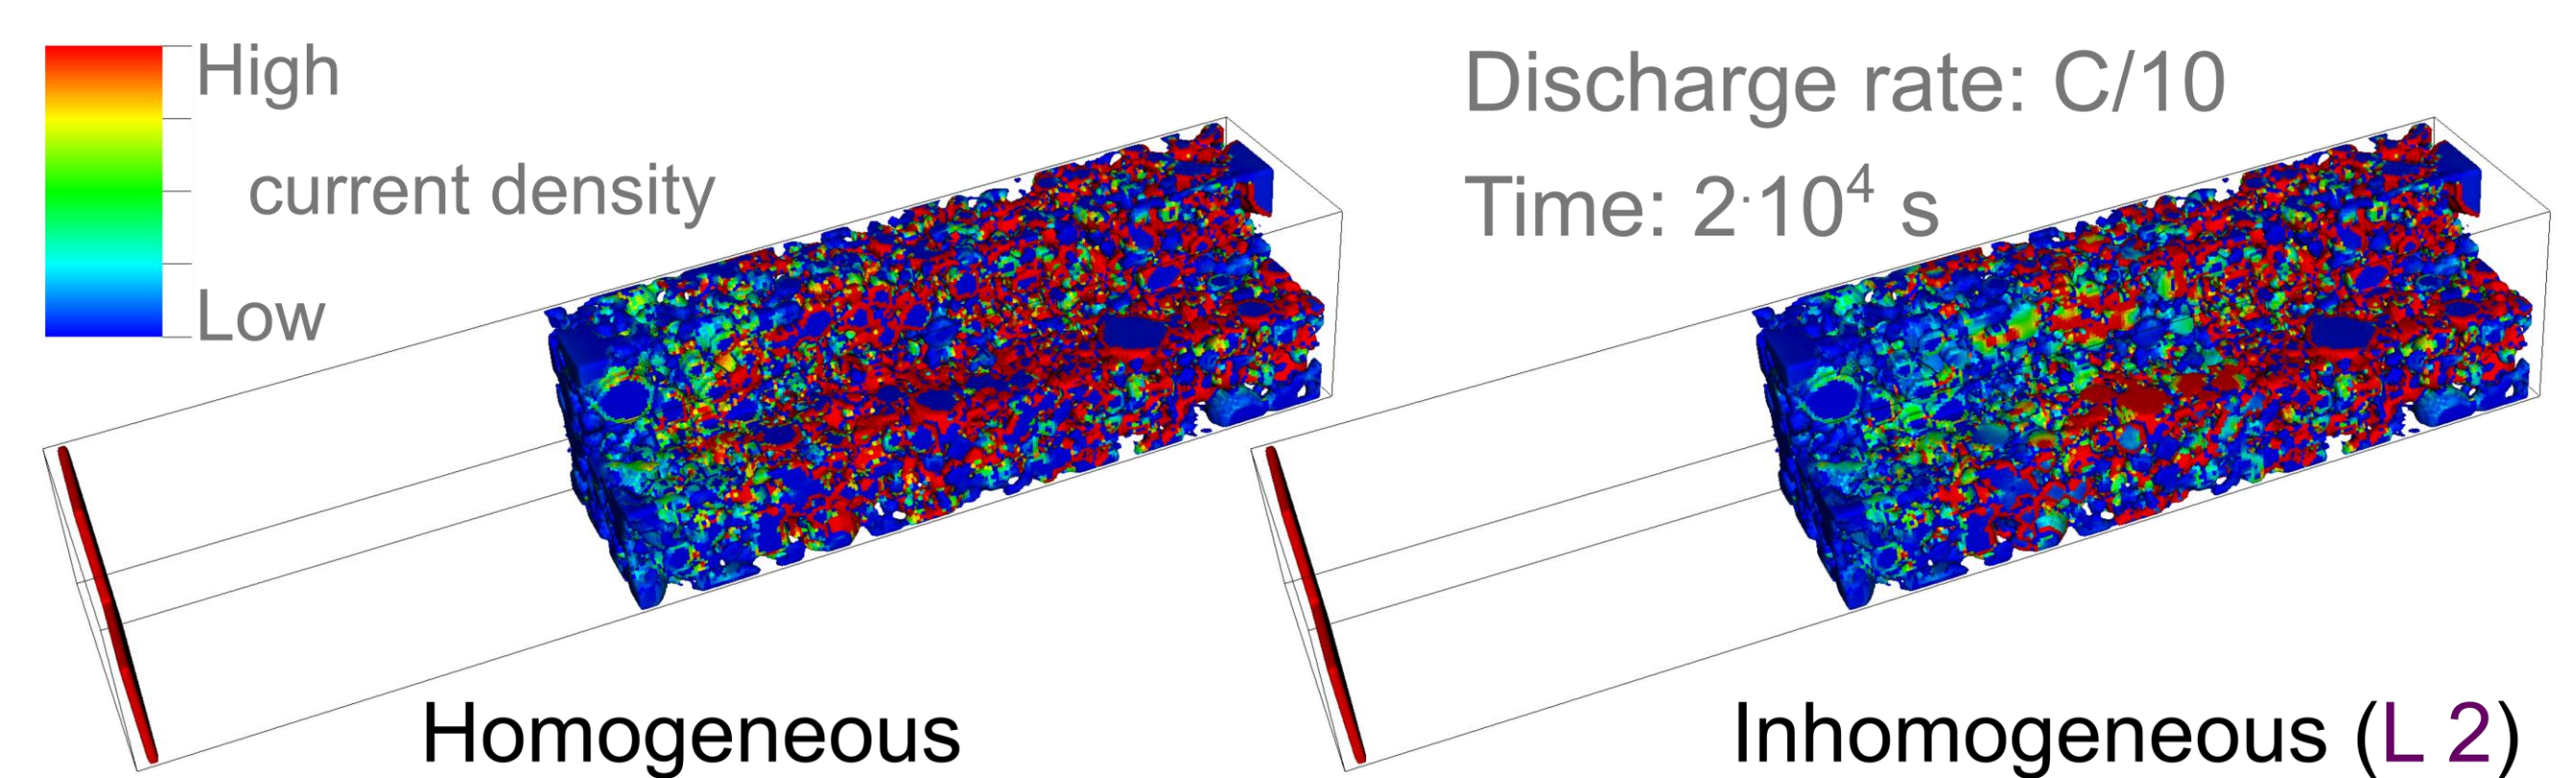 High
current density
Low
Discharge rate: C/10
Time: 2·10⁴ s
Homogeneous
Inhomogeneous (L 2)